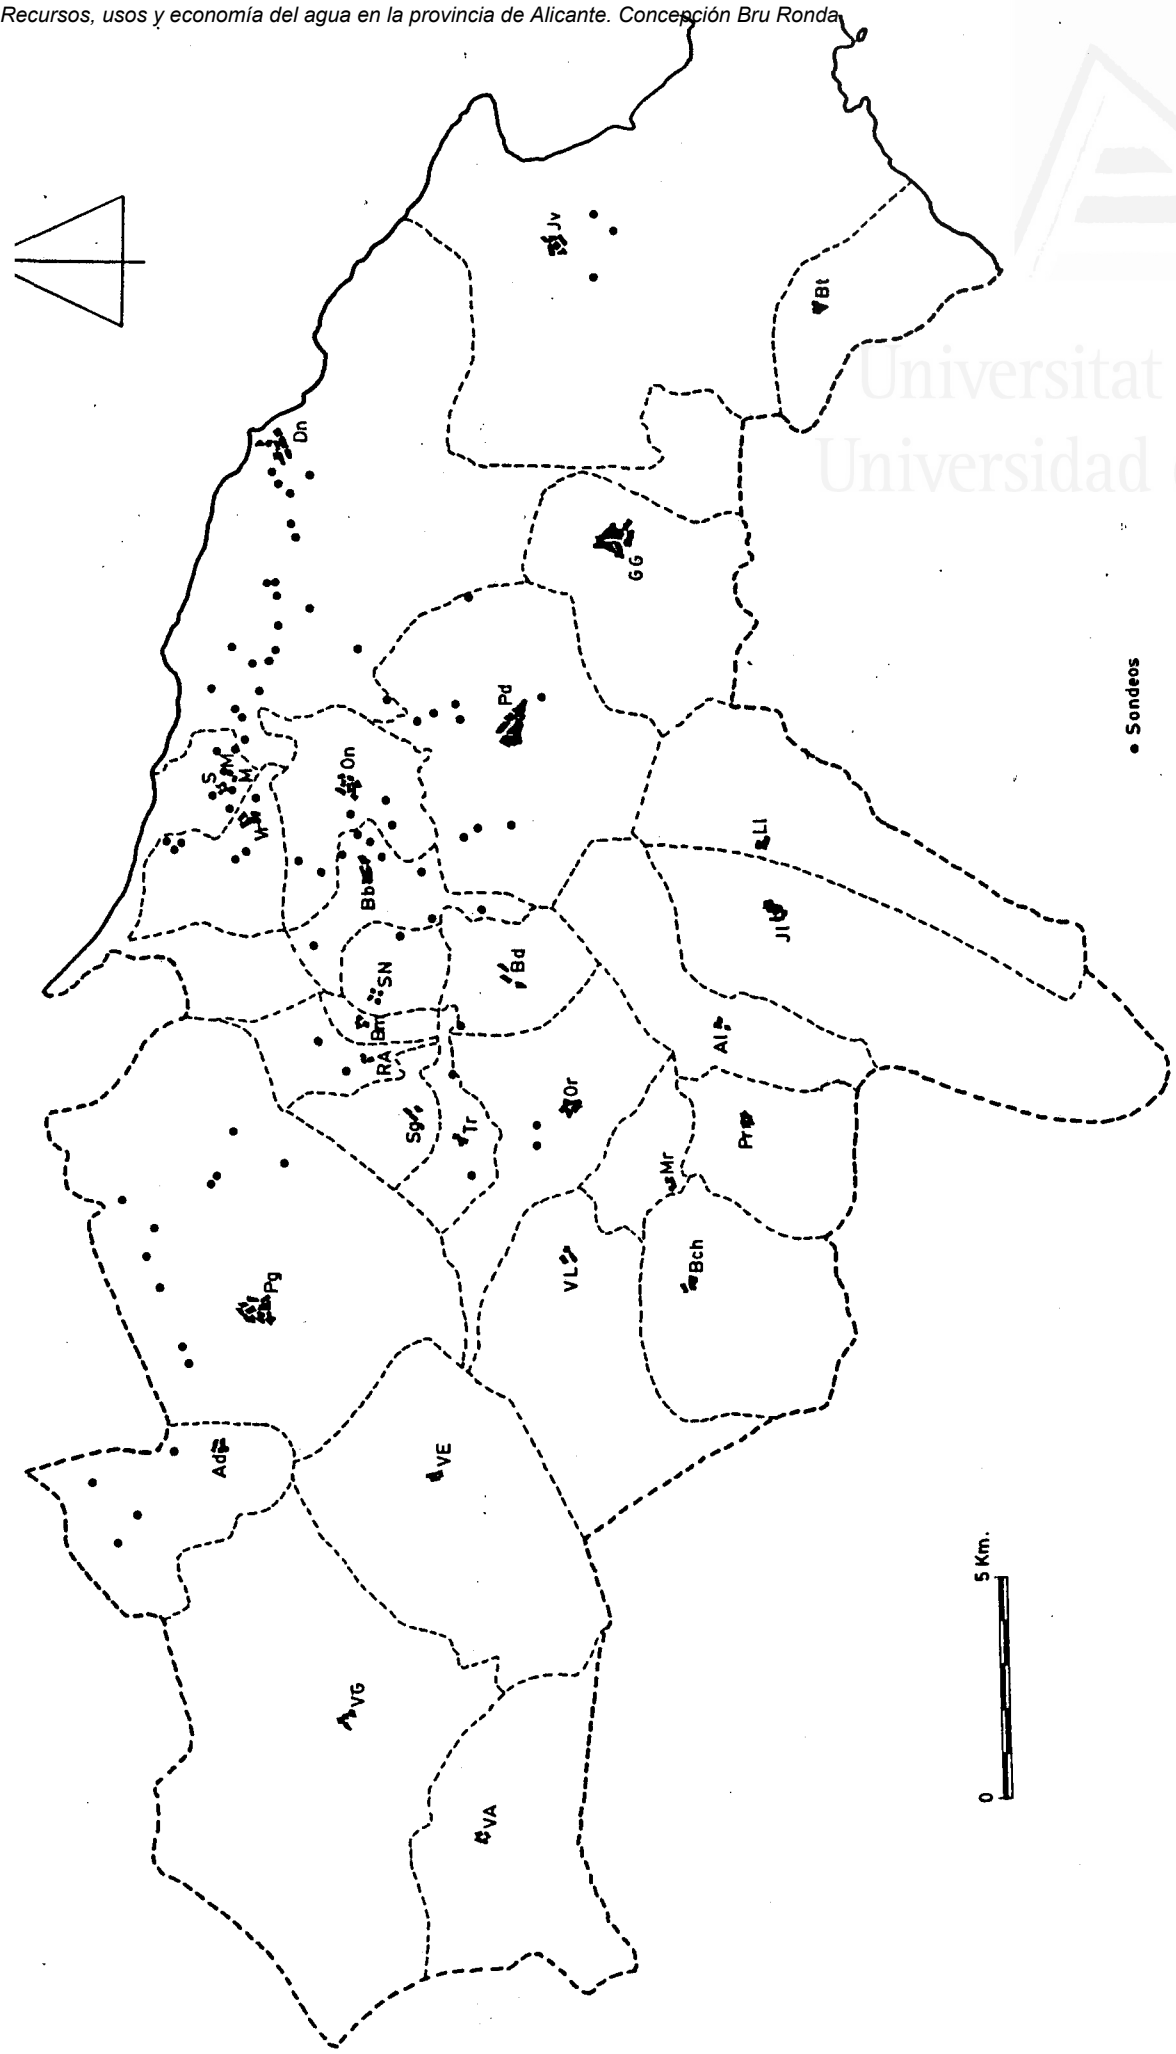 Recursos, usos y economía del agua en la provincia de Alicante. Concepción Bru Ronda
Jv
Bt
Universitat
Universidad
Dn
GG
Pd
S
M
M
On
Vr
Bb
Ll
Jl
SN
Bd
Bm
RA
Al
Sg
Tr
Or
Pr
Mr
VL
Bch
Pg
Ad
VE
VG
VA
• Sondeos
0
5 Km.